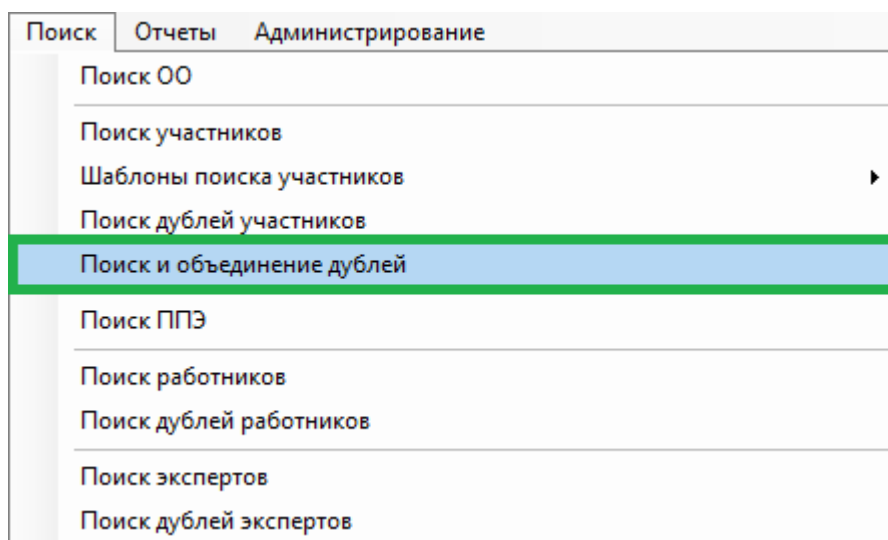 Поиск Отчеты Администрирование
Поиск ОО
Поиск участников
Шаблоны поиска участников
Поиск дублей участников
Поиск и объединение дублей
Поиск ППЭ
Поиск работников
Поиск дублей работников
Поиск экспертов
Поиск дублей экспертов